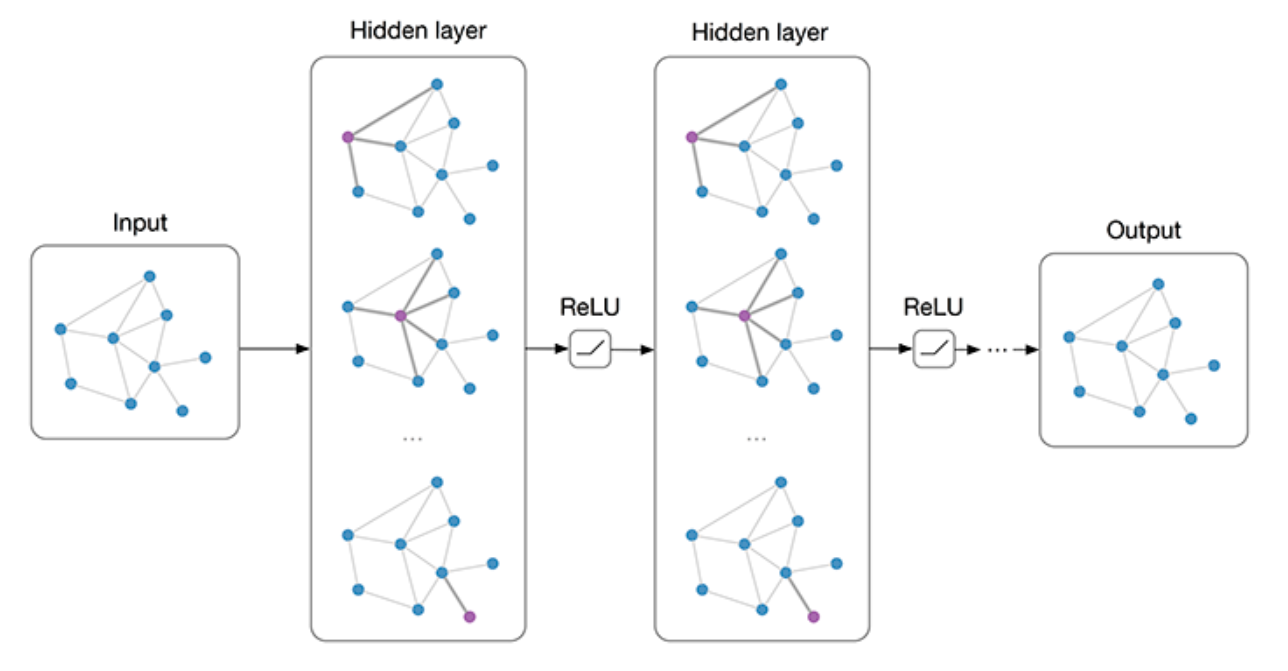 Hidden layer
Hidden layer
Input
Output
ReLU
ReLU
...
...
...